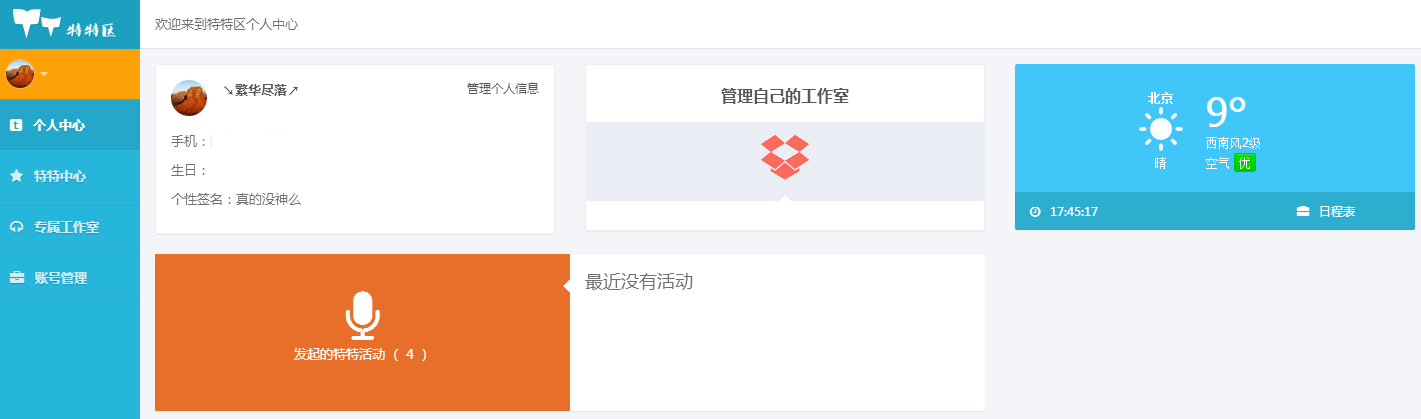 特特区
欢迎来到特特区个人中心
个人中心
特特中心
专属工作室
账号管理
↘繁华尽落↗
管理个人信息
手机：
生日：
个性签名：真的没神么
管理自己的工作室
北京
晴
9°
西南风2级
空气 优
17:45:17
日程表
发起的特特活动 （ 4 ）
最近没有活动